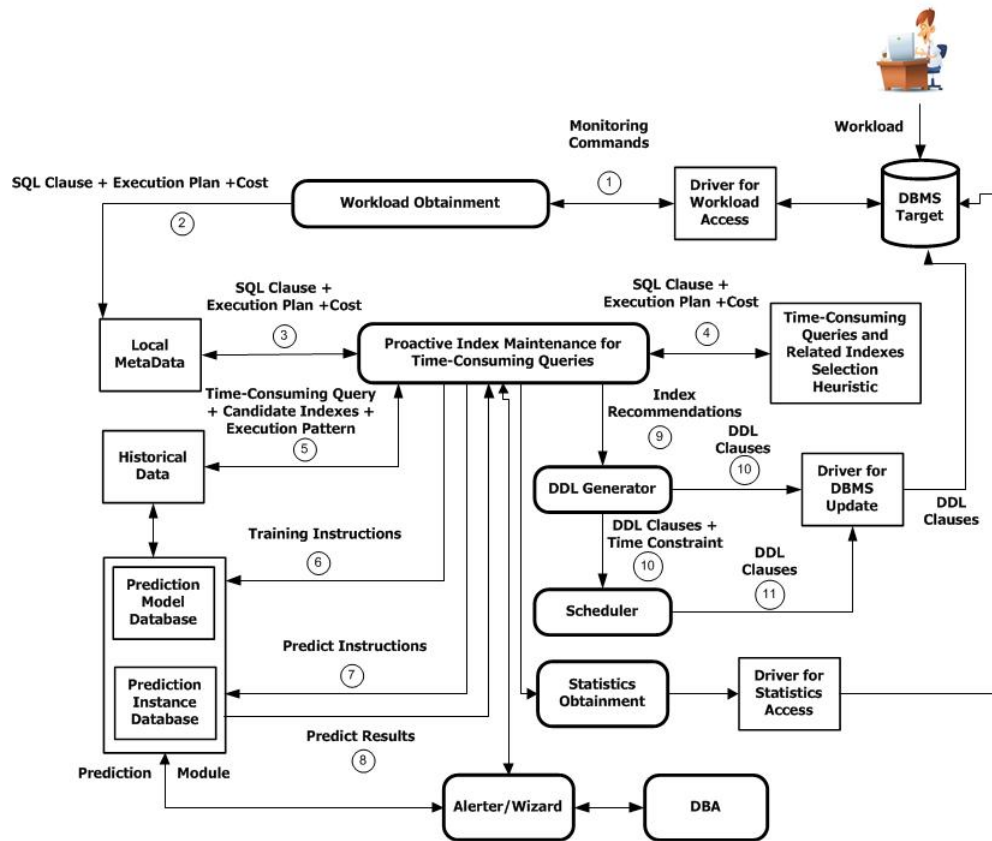 Workload
Monitoring
Commands
SQL Clause + Execution Plan +Cost
1
2
Workload Obtainment
Driver for
Workload
Access
DBMS
Target
SQL Clause +
Execution Plan +Cost
3
SQL Clause +
Execution Plan +Cost
4
Local
MetaData
Proactive Index Maintenance for
Time-Consuming Queries
Time-Consuming
Queries and
Related Indexes
Selection
Heuristic
Time-Consuming Query
+ Candidate Indexes +
Execution Pattern
5
Index
Recommendations
9
DDL
Clauses
10
Historical
Data
DDL Generator
Driver for
DBMS
Update
DDL
Clauses
Training Instructions
6
DDL Clauses +
Time Constraint
10
DDL
Clauses
11
Prediction
Model
Database
Scheduler
Predict Instructions
7
Prediction
Instance
Database
Statistics
Obtainment
Driver for
Statistics
Access
Predict Results
8
Prediction Module
Alerter/Wizard
DBA